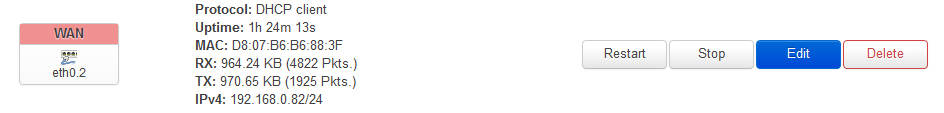 WAN
eth0.2
Protocol: DHCP client
Uptime: 1h 24m 13s
MAC: D8:07:B6:B6:88:3F
RX: 964.24 KB (4822 Pkts.)
TX: 970.65 KB (1925 Pkts.)
IPv4: 192.168.0.82/24
Restart
Stop
Edit
Delete